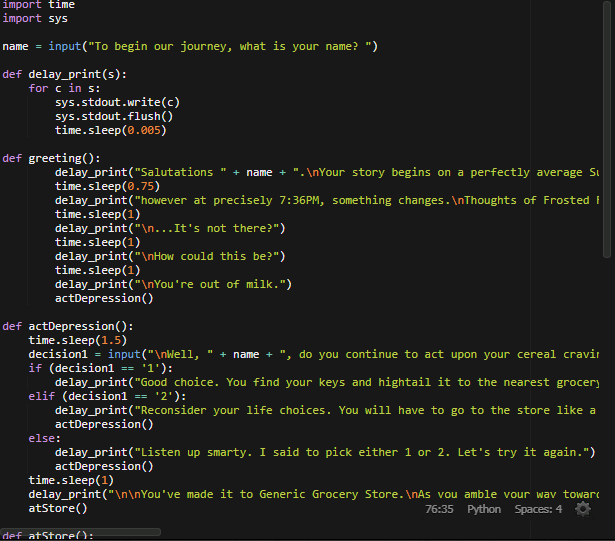 import time
import sys
name = input("To begin our journey, what is your name? ")
def delay_print(s):
    for c in s:
        sys.stdout.write(c)
        sys.stdout.flush()
        time.sleep(0.005)
def greeting():
        delay_print("Salutations " + name + ".\nYour story begins on a perfectly average
        time.sleep(0.75)
        delay_print("however at precisely 7:36PM, something changes.\nThoughts of Frosted
        time.sleep(1)
        delay_print("\n...It's not there?")
        time.sleep(1)
        delay_print("\nHow could this be?")
        time.sleep(1)
        delay_print("\nYou're out of milk.")
        actDepression()
def actDepression():
    time.sleep(1.5)
    decision1 = input("\nWell, " + name + ", do you continue to act upon your cereal
    if (decision1 == '1'):
        delay_print("Good choice. You find your keys and hightail it to the nearest grocery
    elif (decision1 == '2'):
        delay_print("Reconsider your life choices. You will have to go to the store like a
        actDepression()
    else:
        delay_print("Listen up smarty. I said to pick either 1 or 2. Let's try it again.")
        actDepression()
    time.sleep(1)
    delay_print("\n\nYou've made it to Generic Grocery Store.\nAs you amble your way
    atStore()
76:35 Python Spaces: 4
def atStore():